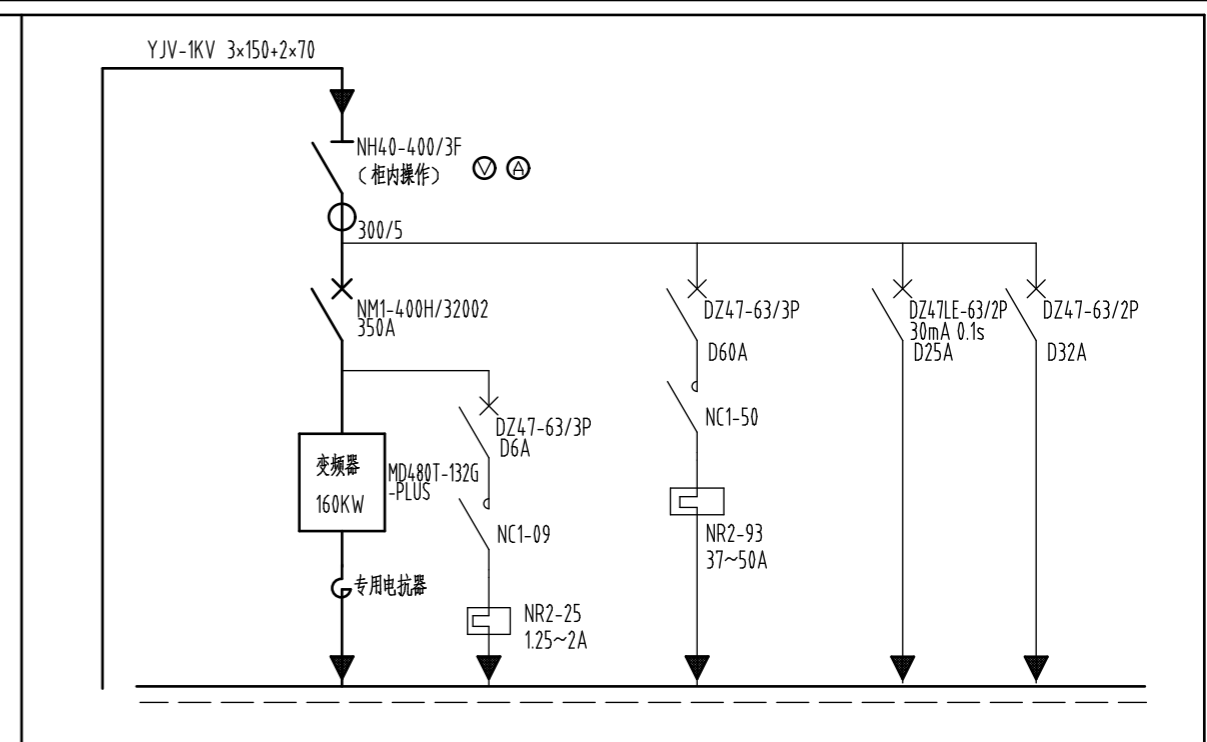 YJV-1KV 3×150+2×70
NH40-400/3F
（柜内操作）
V A
300/5
NM1-400H/32002
350A
DZ47-63/3P
D60A
DZ47LE-63/2P
30mA 0.1s
D25A
DZ47-63/2P
D32A
NC1-50
DZ47-63/3P
D6A
变频器
160KW
MD480T-132G
-PLUS
NC1-09
NR2-93
37~50A
专用电抗器
NR2-25
1.25~2A